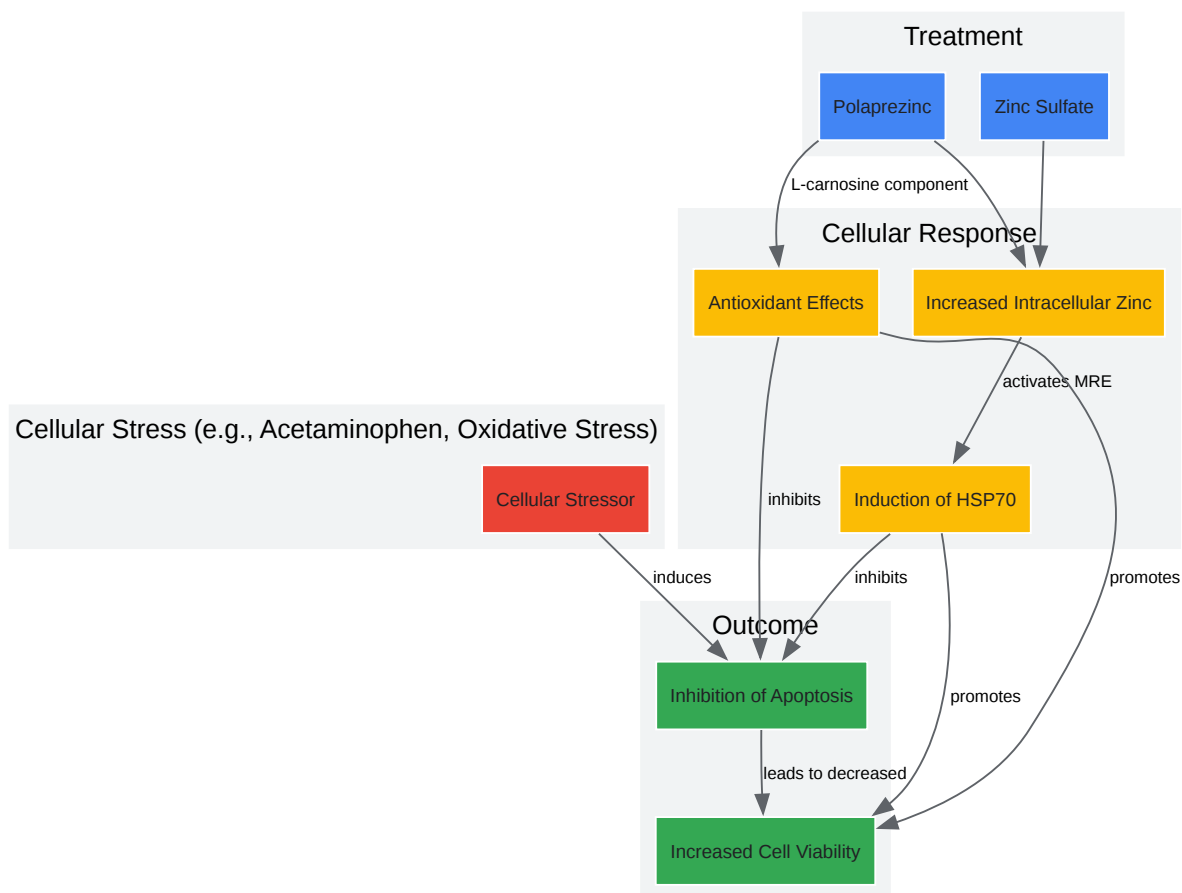 Treatment
Polaprezinc
Zinc Sulfate
L-carnosine component
Cellular Response
Antioxidant Effects
Increased Intracellular Zinc
activates MRE
Cellular Stress (e.g., Acetaminophen, Oxidative Stress)
Cellular Stressor
inhibits
Induction of HSP70
induces
inhibits
promotes
Outcome
Inhibition of Apoptosis
promotes
leads to decreased
Increased Cell Viability